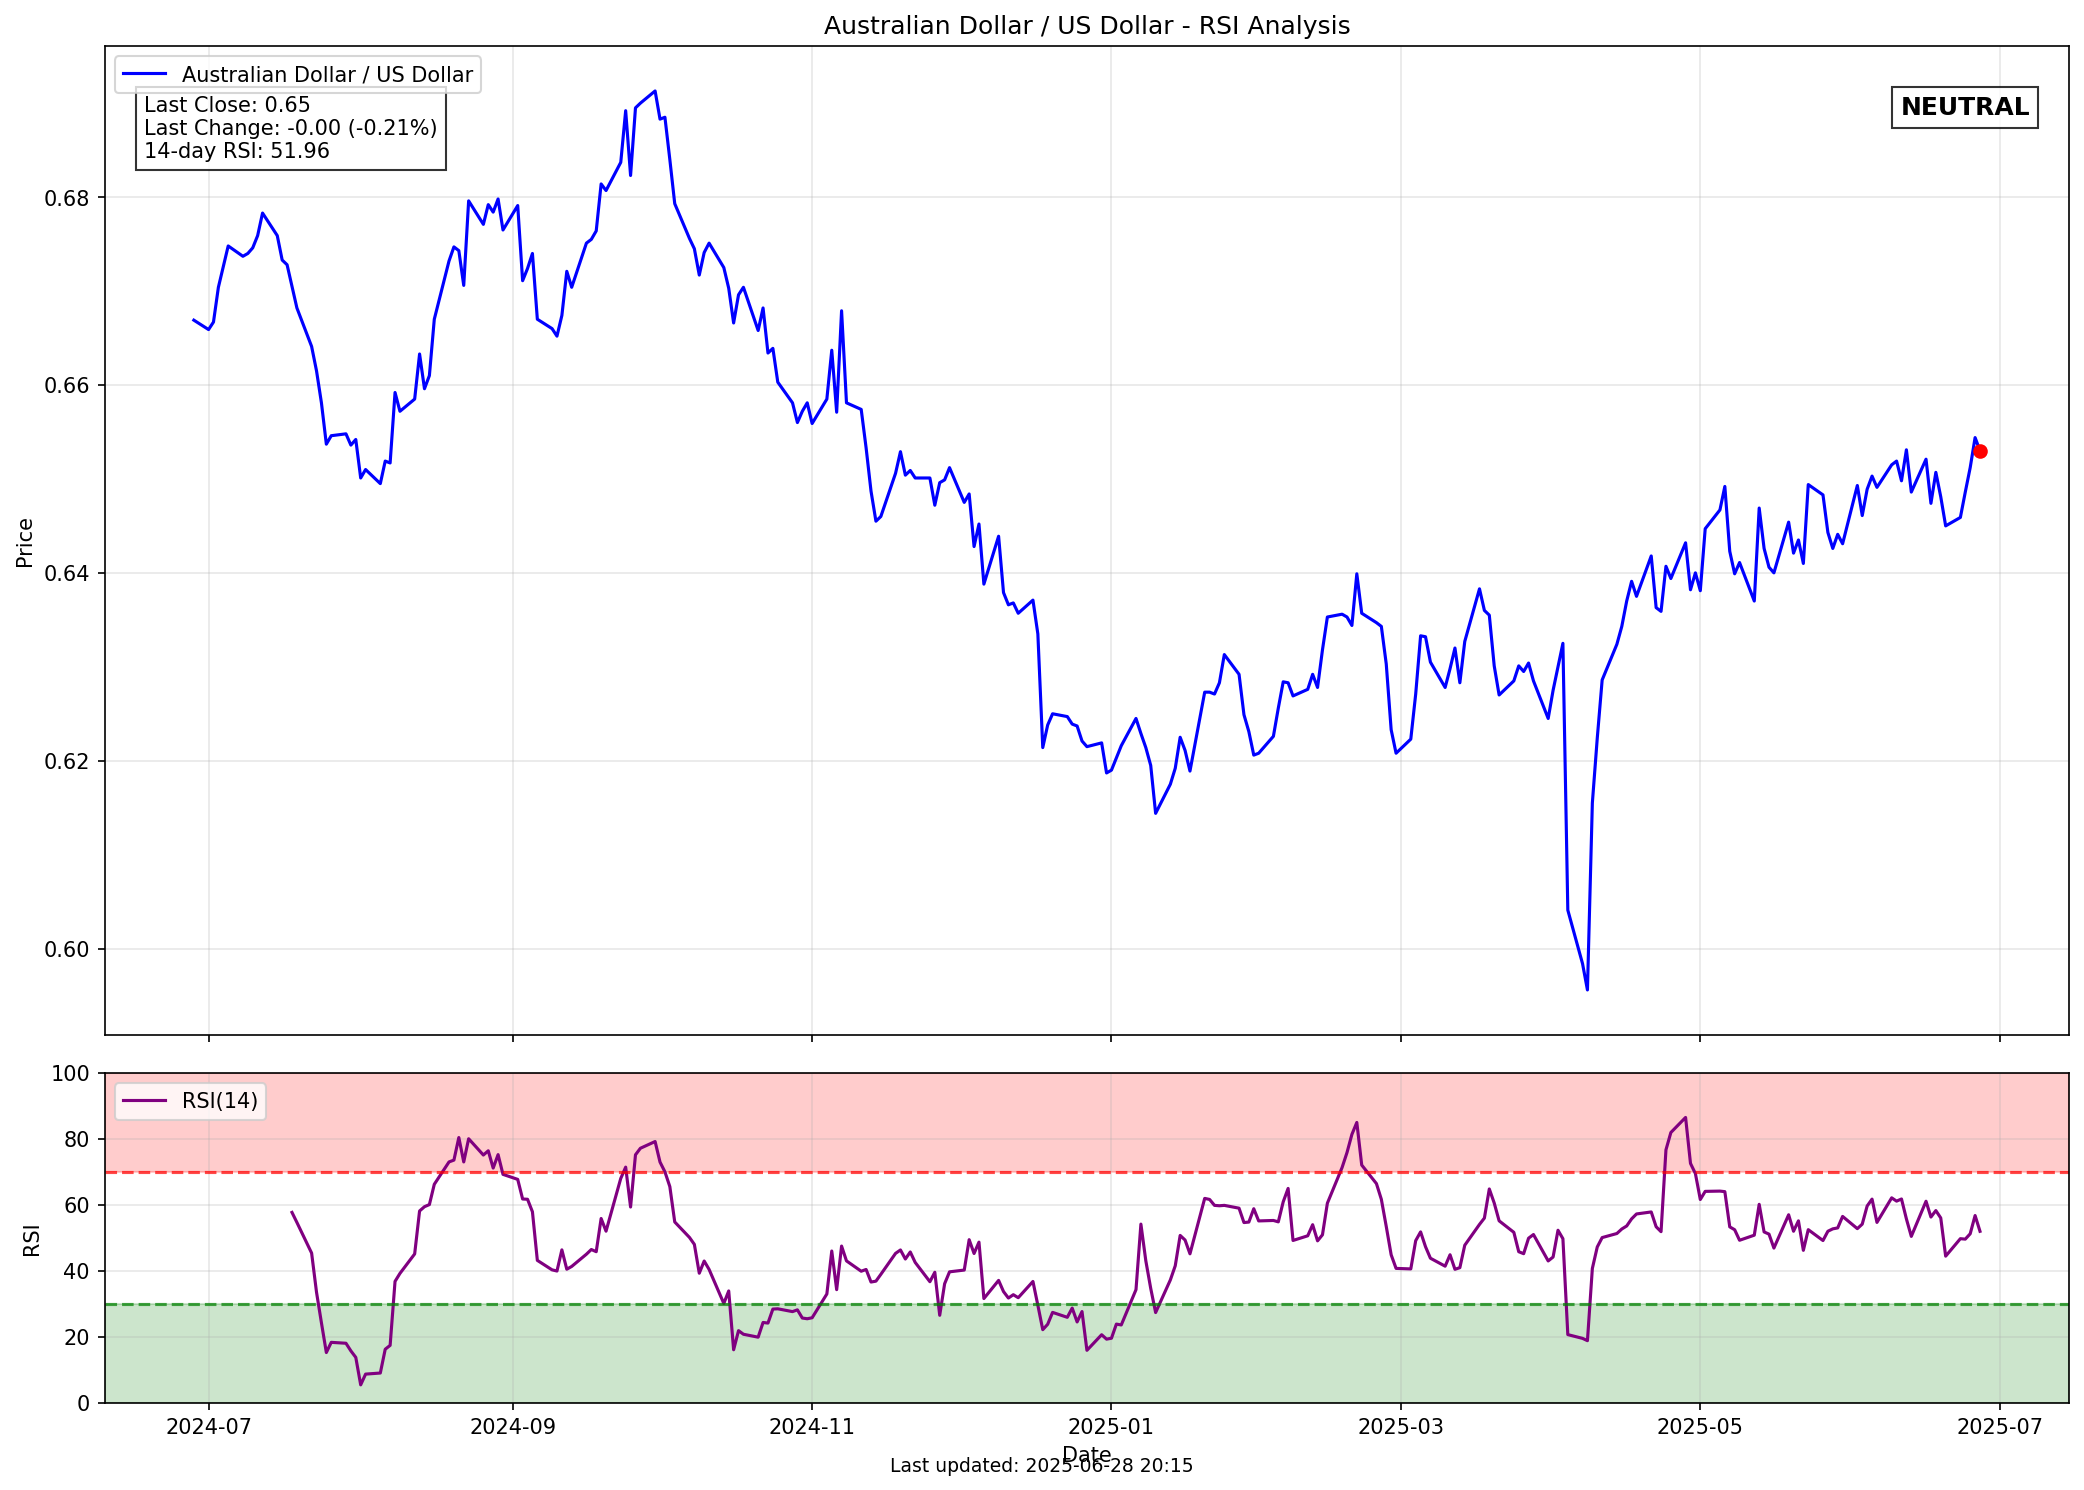 Australian Dollar / US Dollar - RSI Analysis
Australian Dollar / US Dollar
Last Close: 0.65
Last Change: -0.00 (-0.21%)
14-day RSI: 51.96
NEUTRAL
0.68
0.66
0.64
0.62
0.60
Price
100
80
60
40
20
0
RSI
RSI(14)
2024-07
2024-09
2024-11
2025-01
2025-03
2025-05
2025-07
Date
Last updated: 2025-06-28 20:15